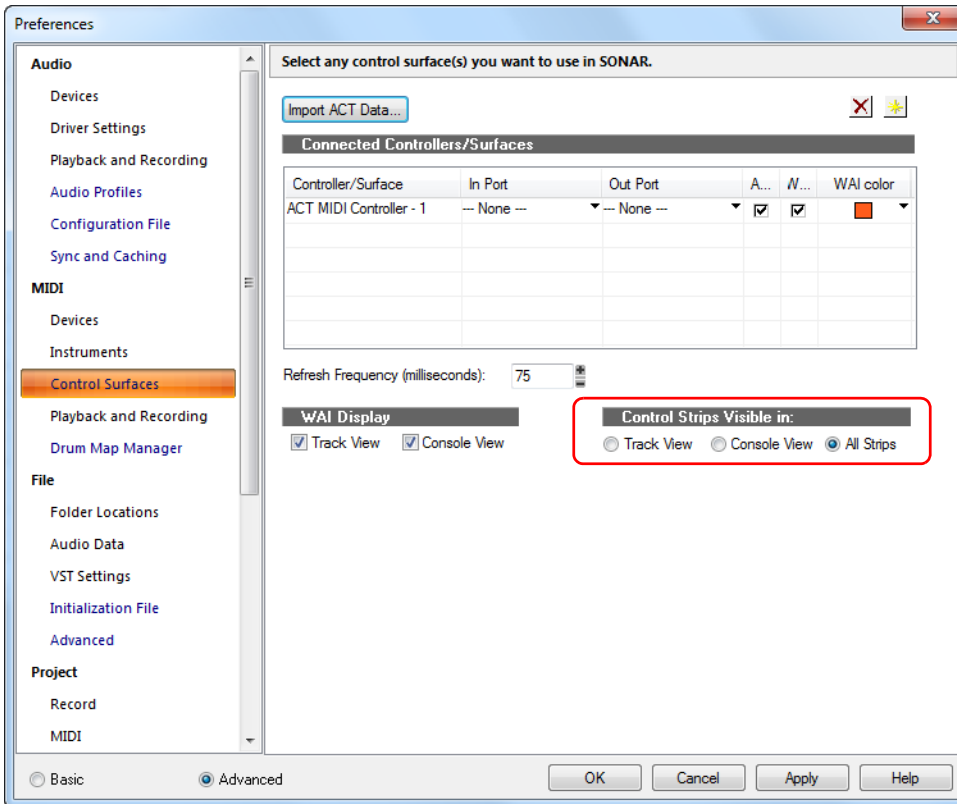 Preferences
Audio
Devices
Driver Settings
Playback and Recording
Audio Profiles
Configuration File
Sync and Caching
MIDI
Devices
Instruments
Control Surfaces
Playback and Recording
Drum Map Manager
File
Folder Locations
Audio Data
VST Settings
Initialization File
Advanced
Project
Record
MIDI
Basic Advanced
Select any control surface(s) you want to use in SONAR.
Import ACT Data...
Connected Controllers/Surfaces
Controller/Surface In Port Out Port A... W... WAI color
ACT MIDI Controller - 1 --- None --- --- None ---
Refresh Frequency (milliseconds): 75
WAI Display
Track View Console View
Control Strips Visible in:
Track View Console View All Strips
OK Cancel Apply Help